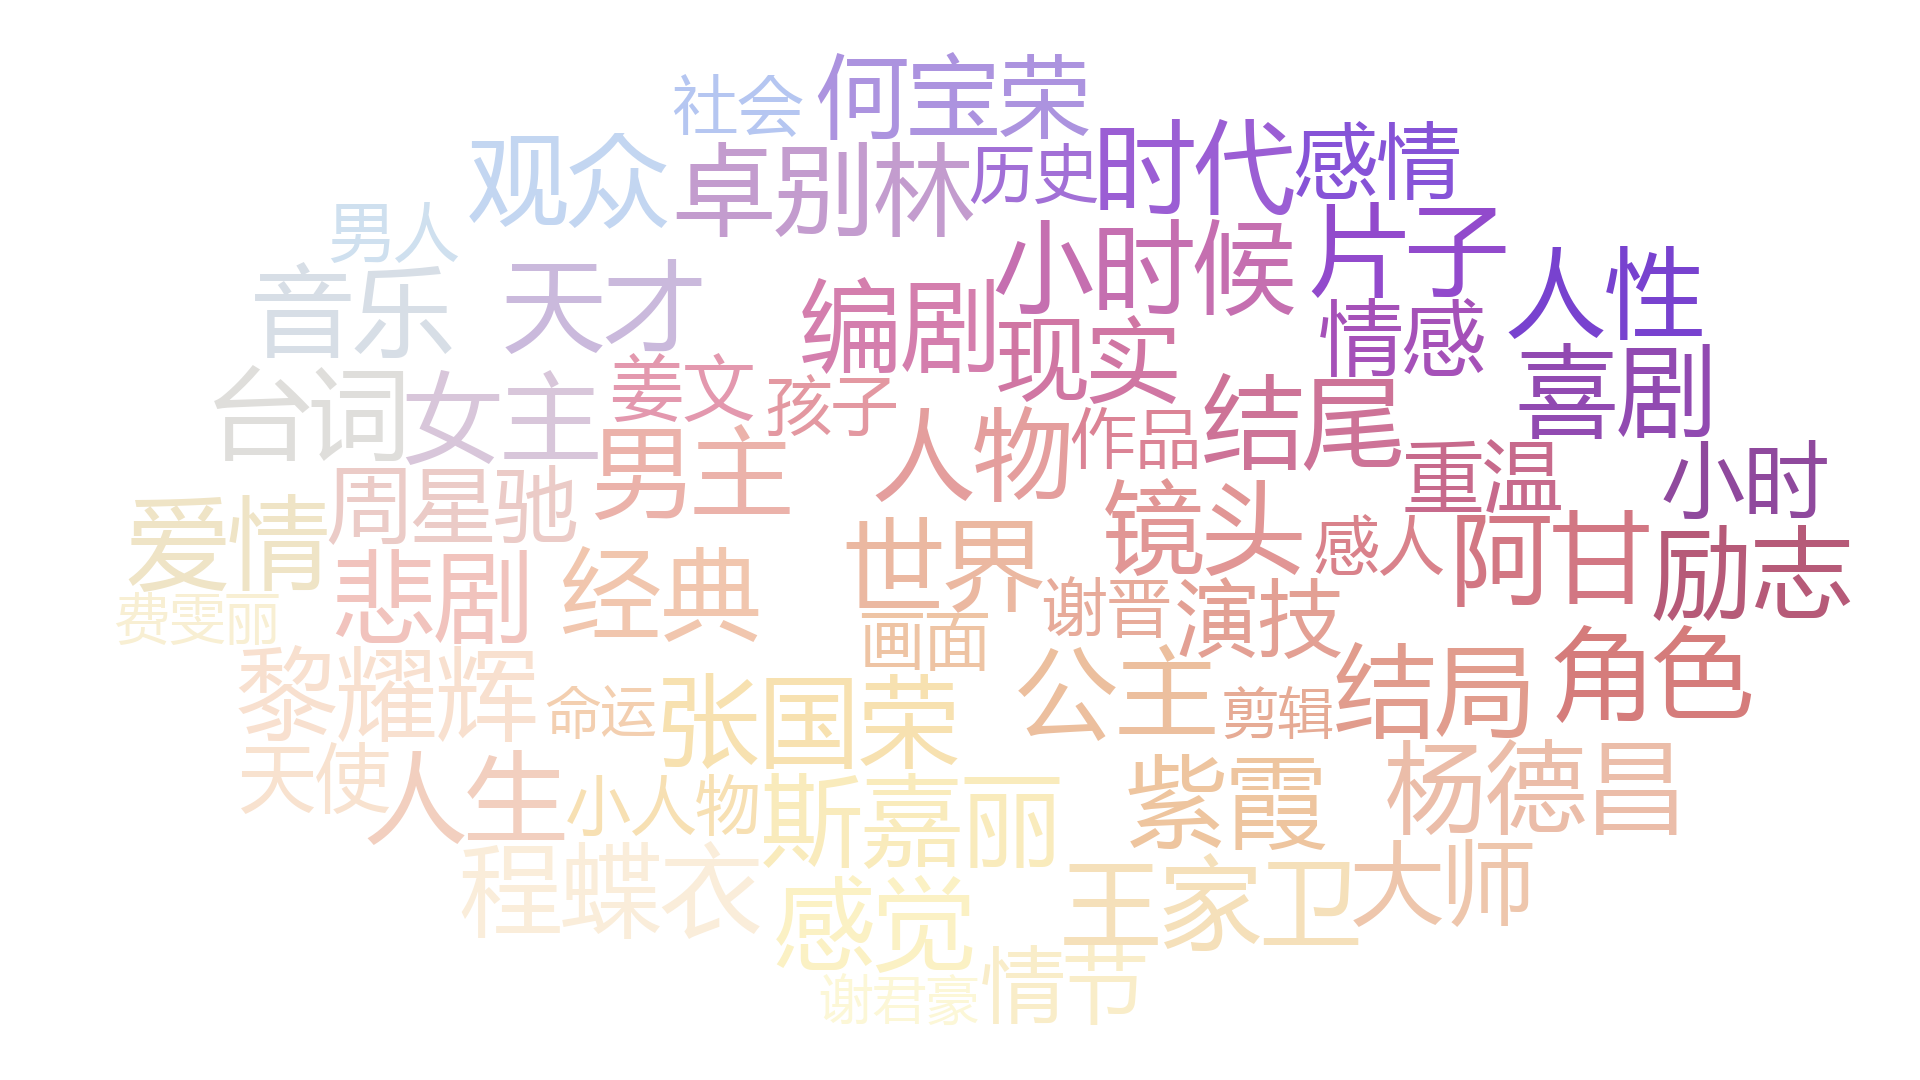 何宝荣
社会
时代
感情
观众
卓别林
历史
男人
片子
小时候
人性
音乐
天才
编剧
情感
现实
喜剧
台词
女主
姜文
孩子
结尾
男主
人物
作品
重温
小时
周星驰
爱情
镜头
感人
阿甘
励志
世界
悲剧
经典
谢晋
演技
费雯丽
画面
角色
黎耀辉
公主
结局
命运
张国荣
剪辑
天使
人生
小人物
斯嘉丽
紫霞
杨德昌
程蝶衣
王家卫
大师
感觉
情节
谢君豪